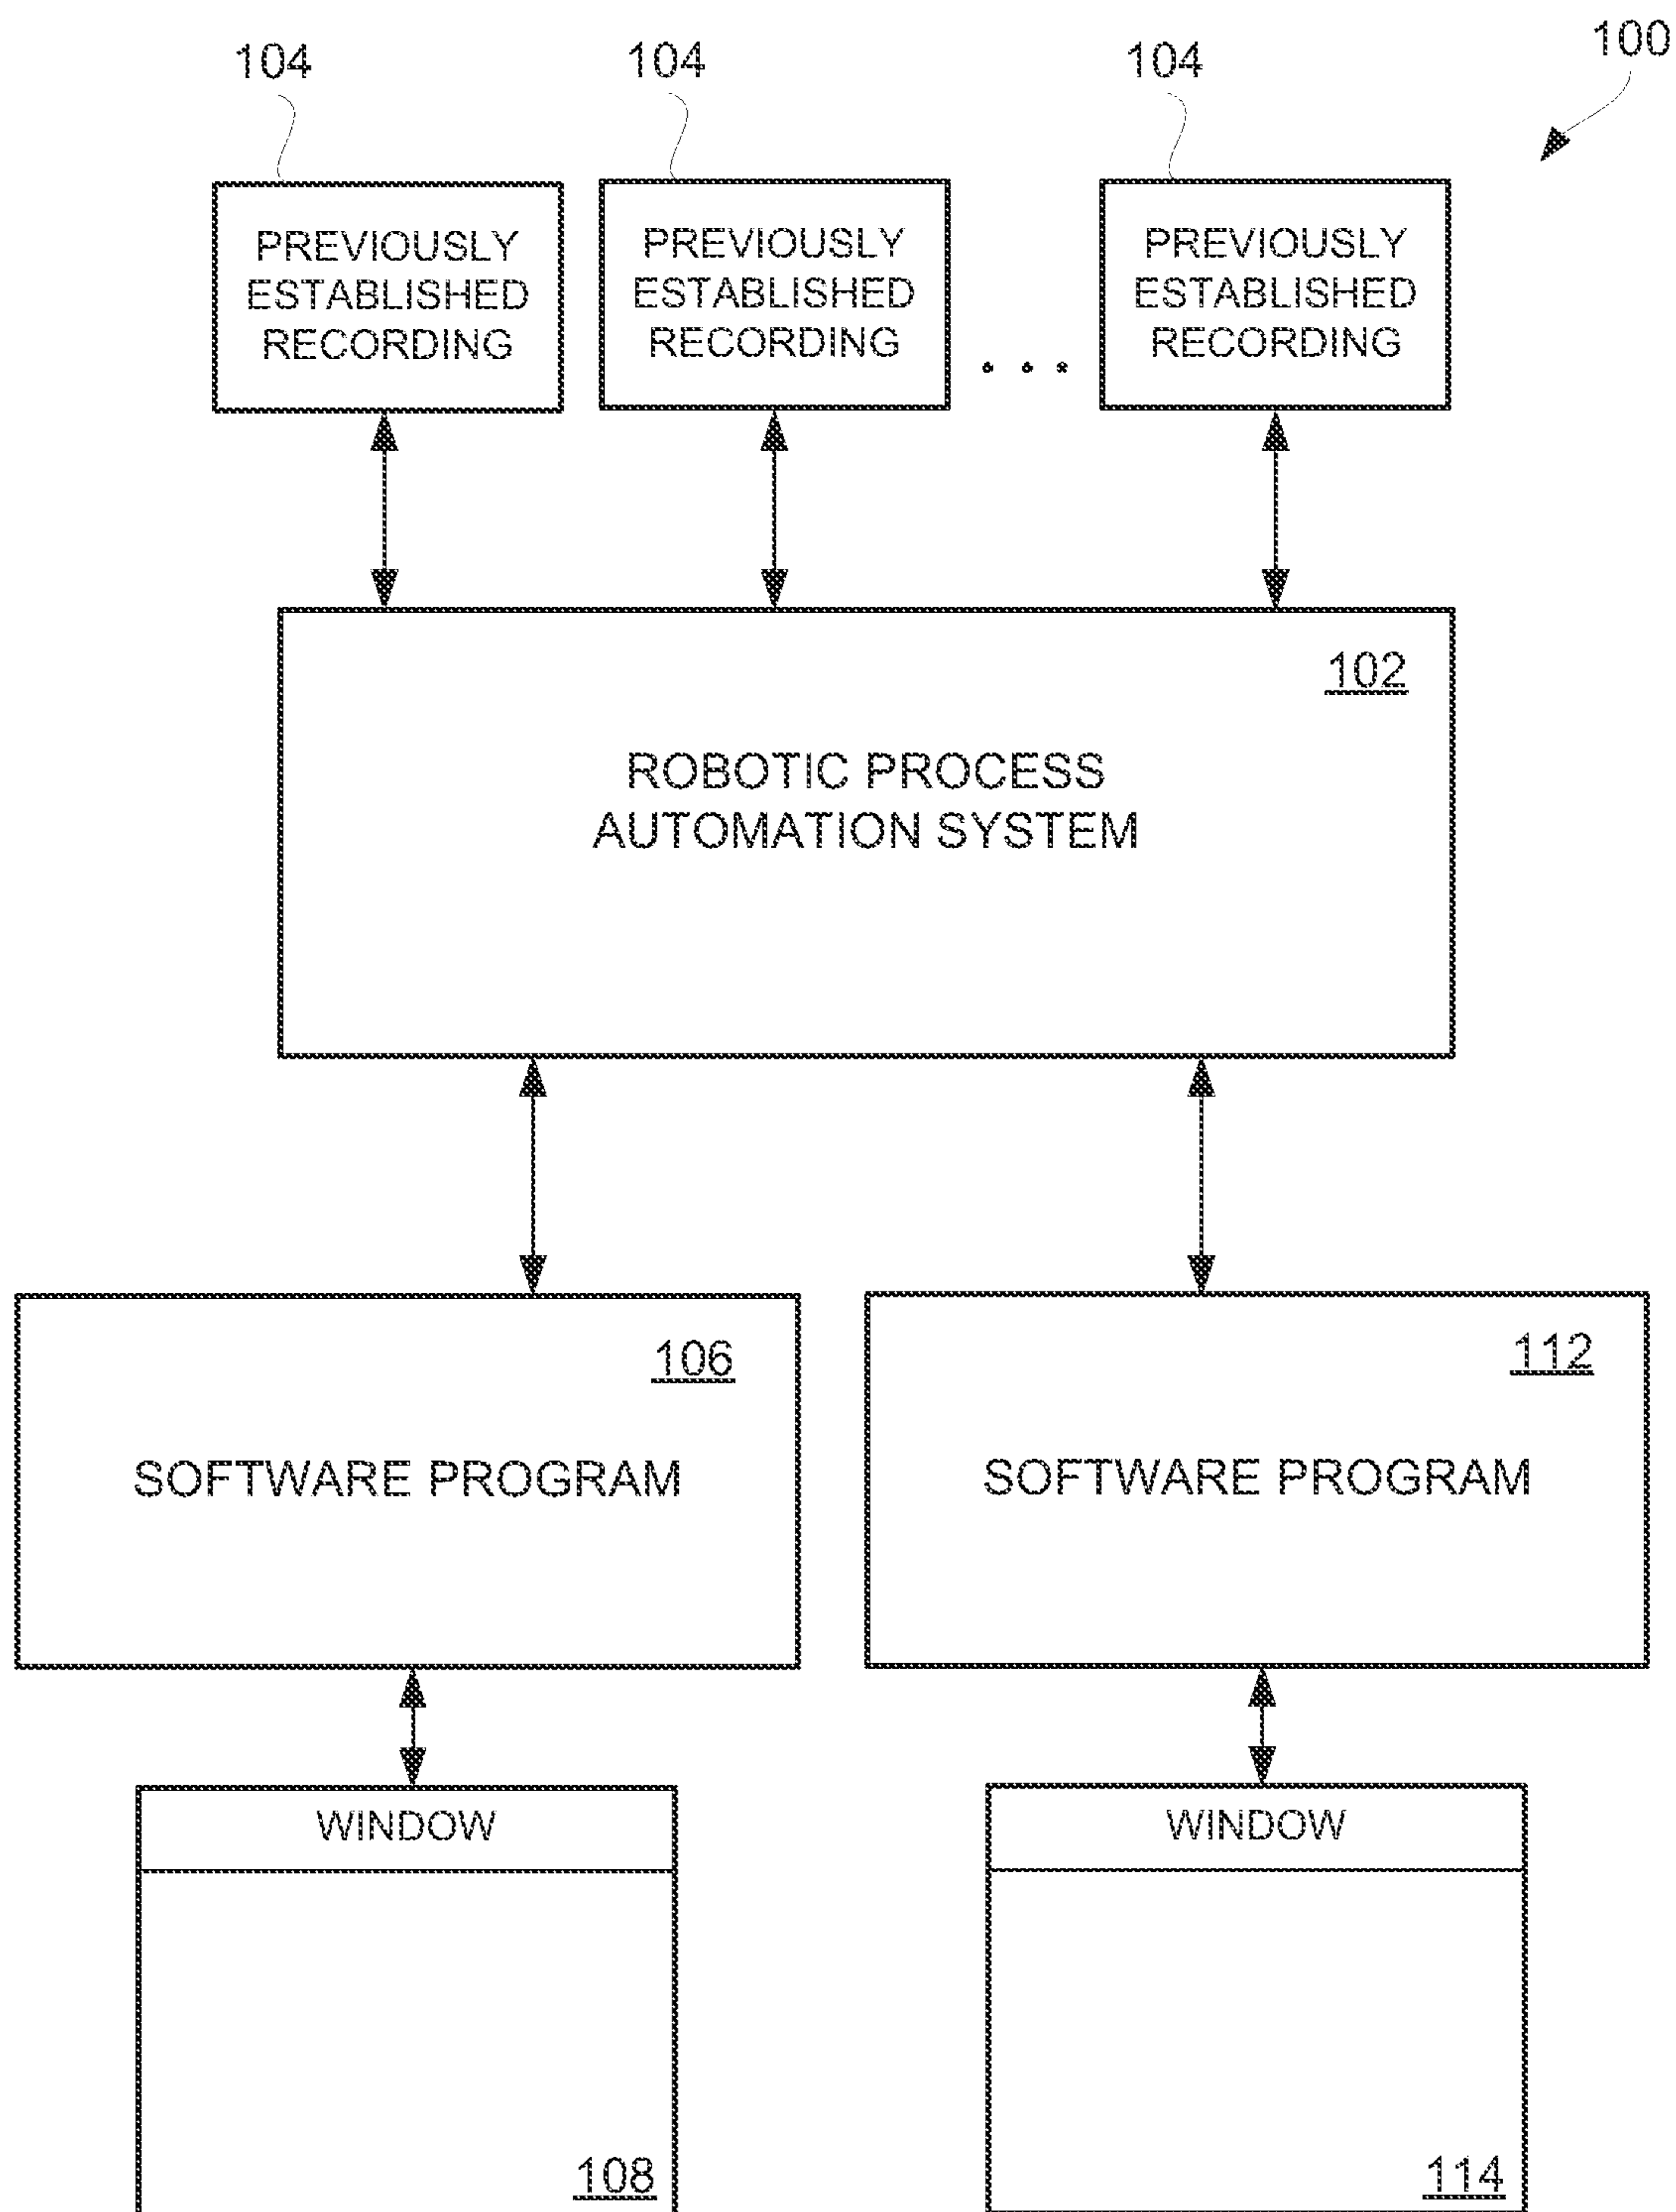 100
104
104
104
PREVIOUSLY
ESTABLISHED
RECORDING
PREVIOUSLY
ESTABLISHED
RECORDING
. . .
PREVIOUSLY
ESTABLISHED
RECORDING
102
ROBOTIC PROCESS
AUTOMATION SYSTEM
106
SOFTWARE PROGRAM
112
SOFTWARE PROGRAM
WINDOW
108
WINDOW
114